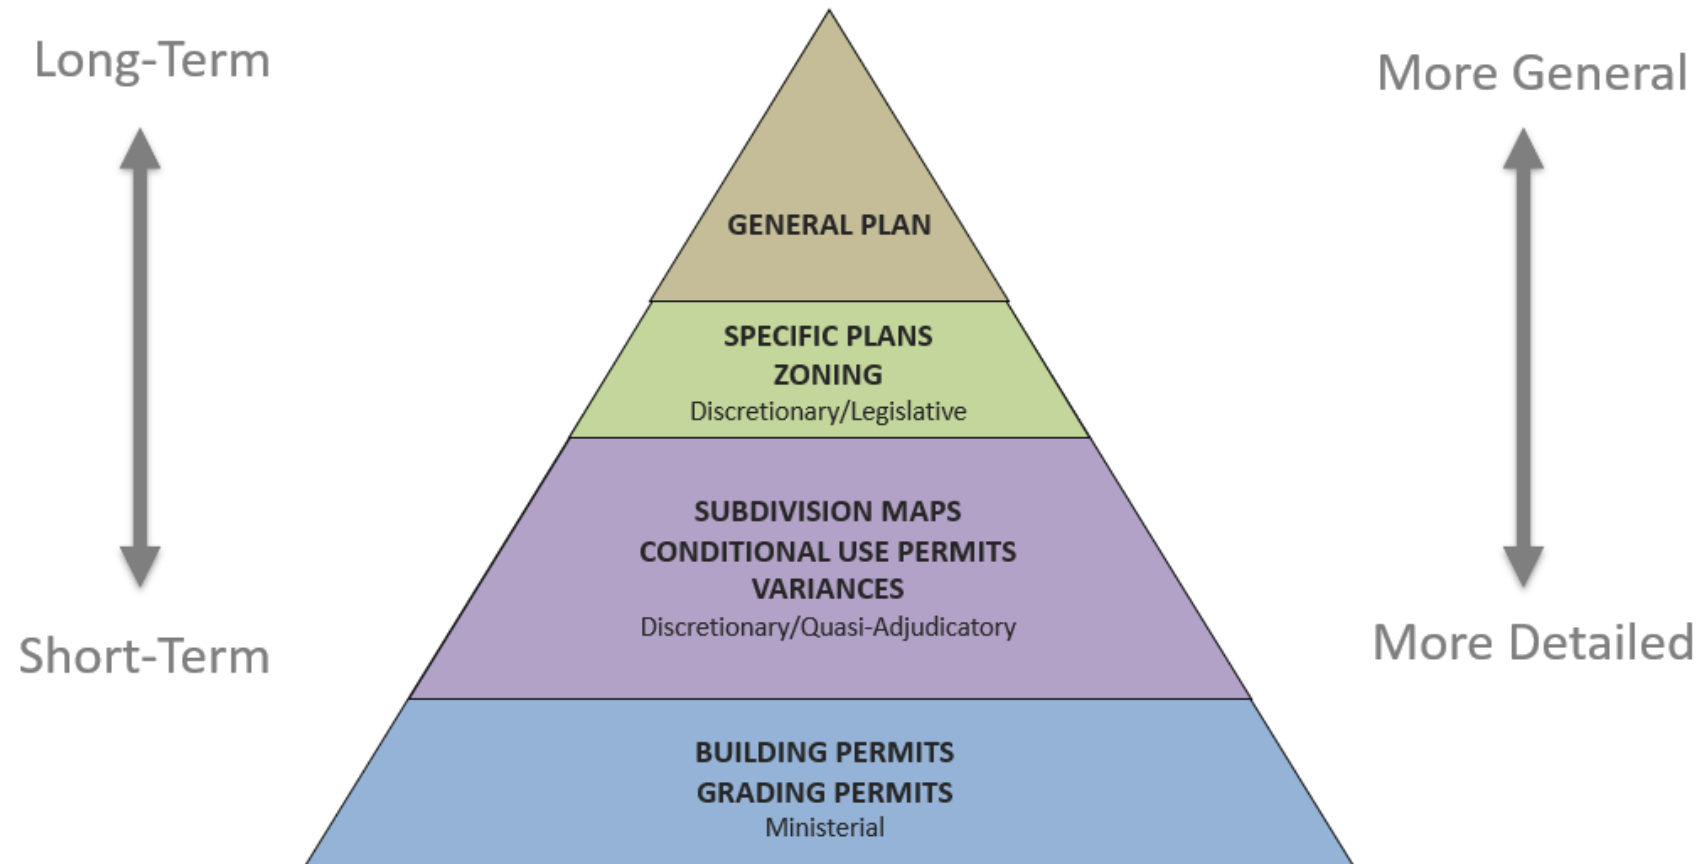 Long-Term
More General
GENERAL PLAN
SPECIFIC PLANS
ZONING
Discretionary/Legislative
SUBDIVISION MAPS
CONDITIONAL USE PERMITS
VARIANCES
Discretionary/Quasi-Adjudicatory
Short-Term
More Detailed
BUILDING PERMITS
GRADING PERMITS
Ministerial